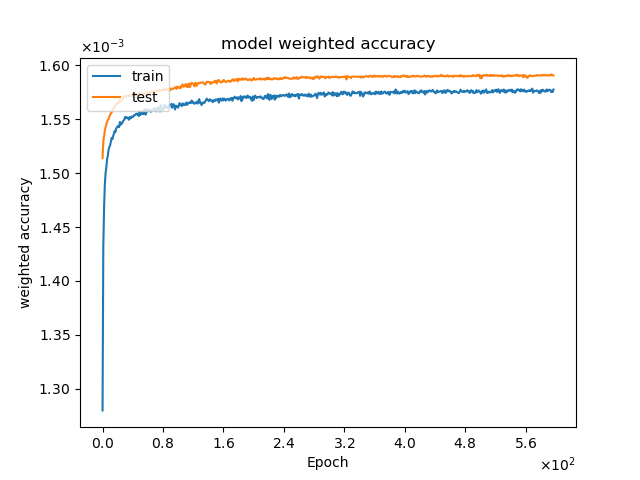 model weighted accuracy
×10⁻³
1.60
1.55
1.50
1.45
1.40
1.35
1.30
weighted accuracy
train
test
0.0 0.8 1.6 2.4 3.2 4.0 4.8 5.6
Epoch
×10²